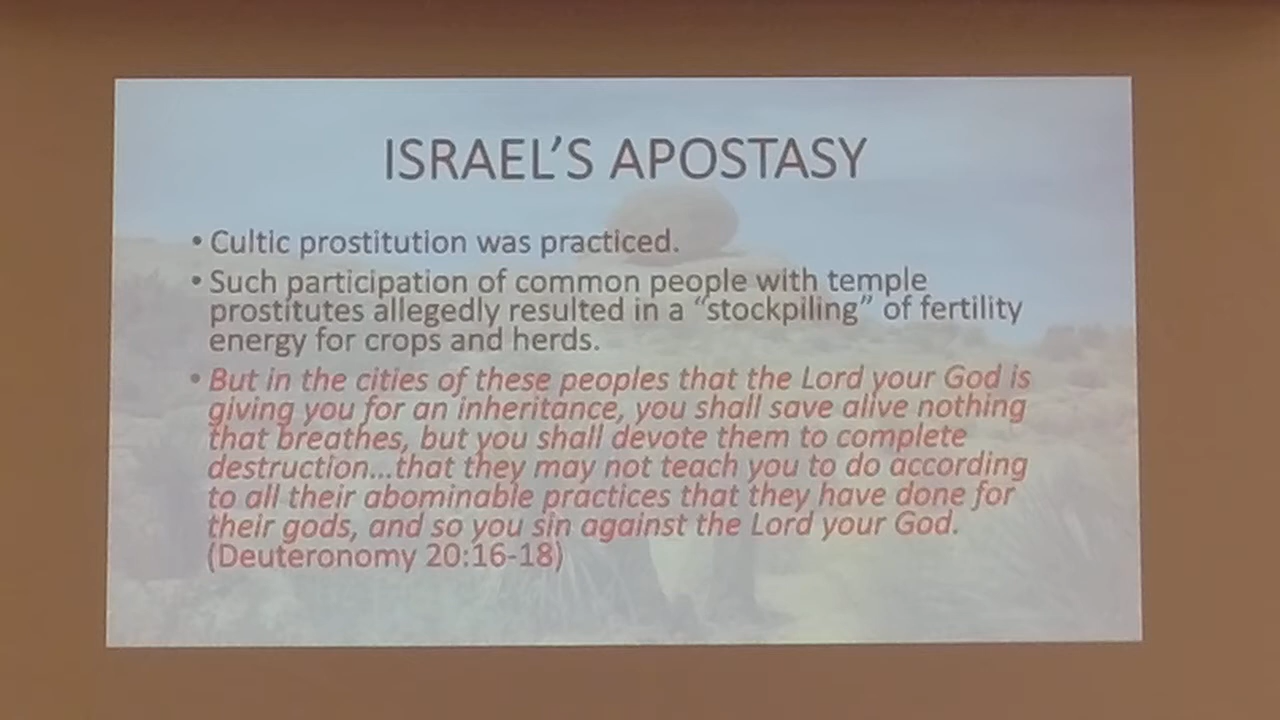 ISRAEL’S APOSTASY
• Cultic prostitution was practiced.
• Such participation of common people with temple
prostitutes allegedly resulted in a “stockpiling” of fertility
energy for crops and herds.
• But in the cities of these peoples that the Lord your God is
giving you for an inheritance, you shall save alive nothing
that breathes, but you shall devote them to complete
destruction...that they may not teach you to do according
to all their abominable practices that they have done for
their gods, and so you sin against the Lord your God.
(Deuteronomy 20:16-18)